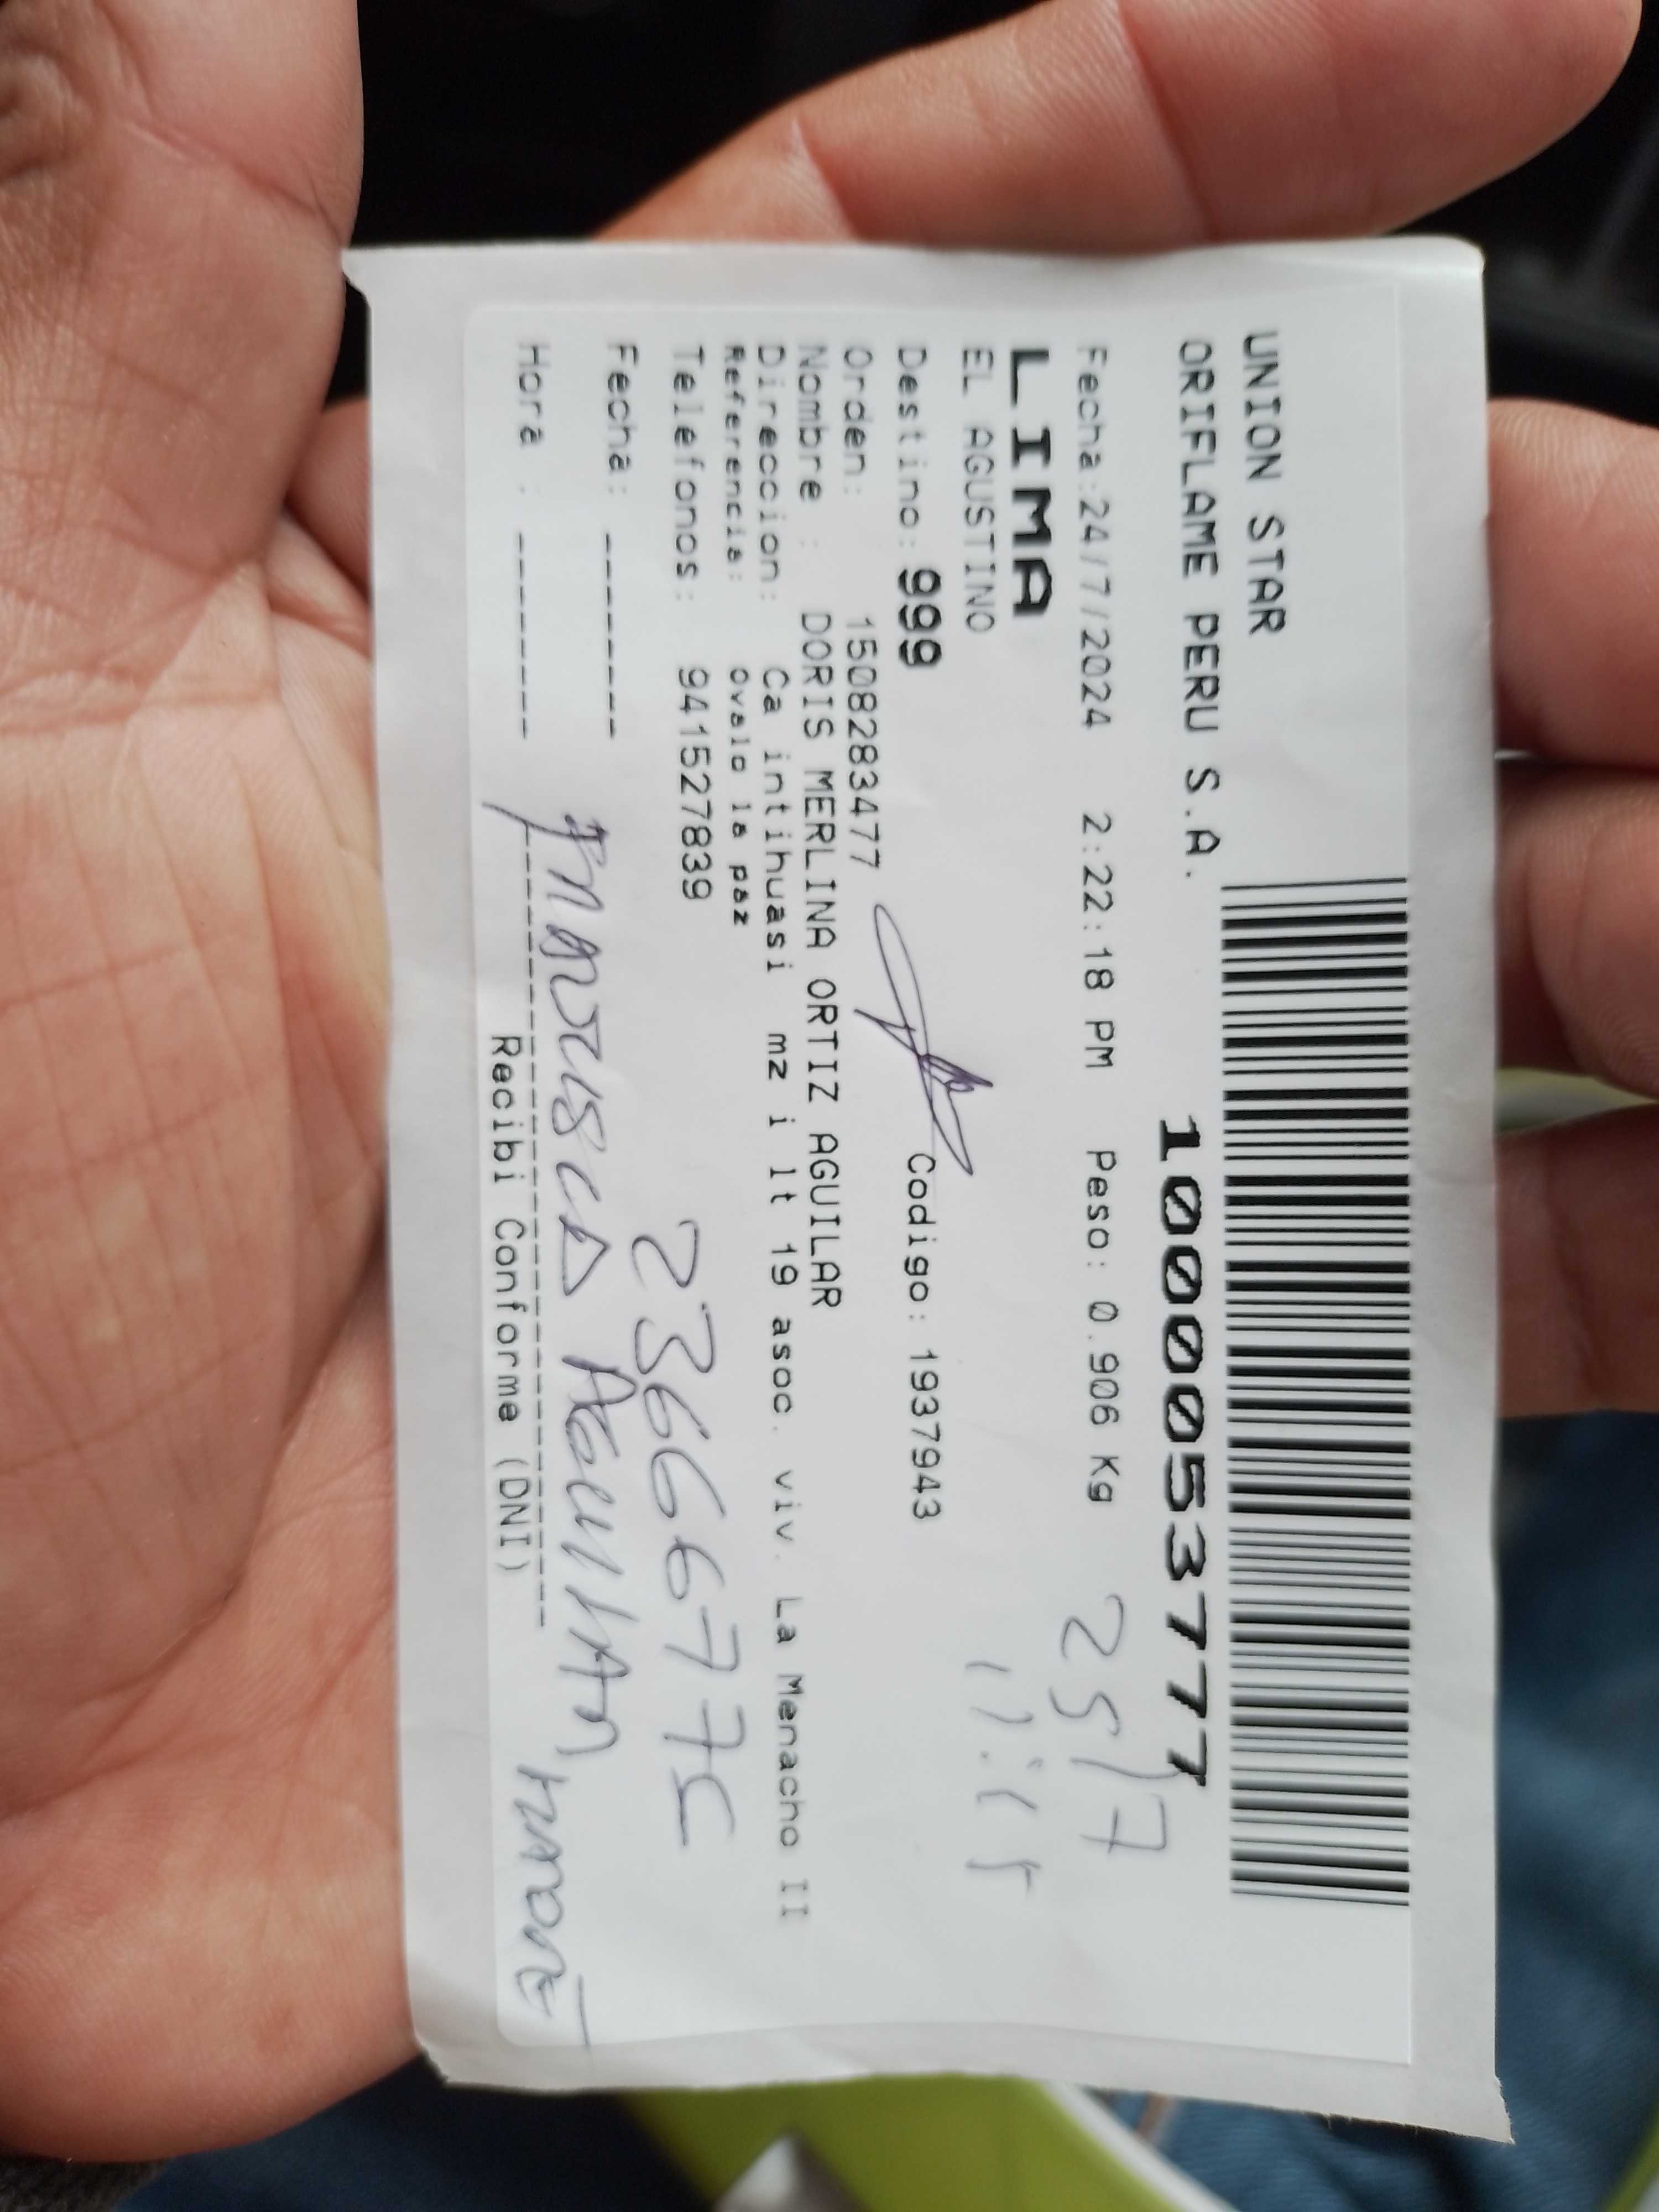 UNION STAR
ORIFLAME PERU S.A.
10000053777
Fecha:24/7/2024 2:22:18 PM Peso: 0.906 Kg
25/7
11:15
LIMA
EL AGUSTINO
Destino: 999 Codigo: 1937943
Orden: 1508283477
Nombre : DORIS MERLINA ORTIZ AGUILAR
Direccion: Ca intihuasi mz i lt 19 asoc. viv. La Menacho II
Referencia: Ovalo la paz
Telefonos: 941527839
Fecha: ______
Hora : ______
Recibi Conforme (DNI)